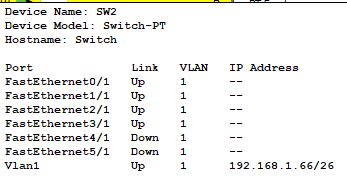 Device Name: SW2
Device Model: Switch-PT
Hostname: Switch
Port Link VLAN IP Address
FastEthernet0/1 Up 1 --
FastEthernet1/1 Up 1 --
FastEthernet2/1 Up 1 --
FastEthernet3/1 Up 1 --
FastEthernet4/1 Down 1 --
FastEthernet5/1 Down 1 --
Vlan1 Up 1 192.168.1.66/26